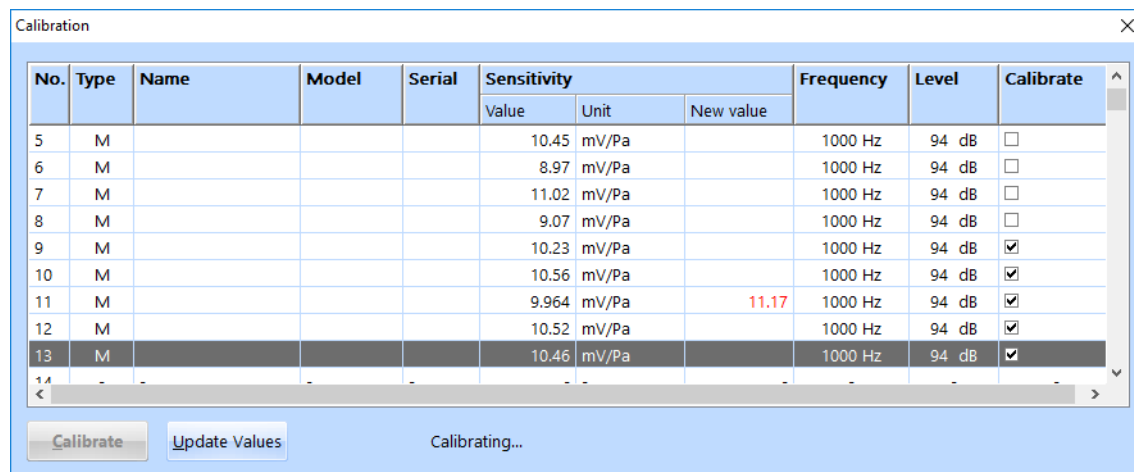 Calibration
No. Type Name Model Serial Sensitivity Frequency Level Calibrate
Value Unit New value
5 M 10.45 mV/Pa 1000 Hz 94 dB
6 M 8.97 mV/Pa 1000 Hz 94 dB
7 M 11.02 mV/Pa 1000 Hz 94 dB
8 M 9.07 mV/Pa 1000 Hz 94 dB
9 M 10.23 mV/Pa 1000 Hz 94 dB
10 M 10.56 mV/Pa 1000 Hz 94 dB
11 M 9.964 mV/Pa 11.17 1000 Hz 94 dB
12 M 10.52 mV/Pa 1000 Hz 94 dB
13 M 10.46 mV/Pa 1000 Hz 94 dB
14 - - - - - - - - - -
Calibrate Update Values Calibrating...